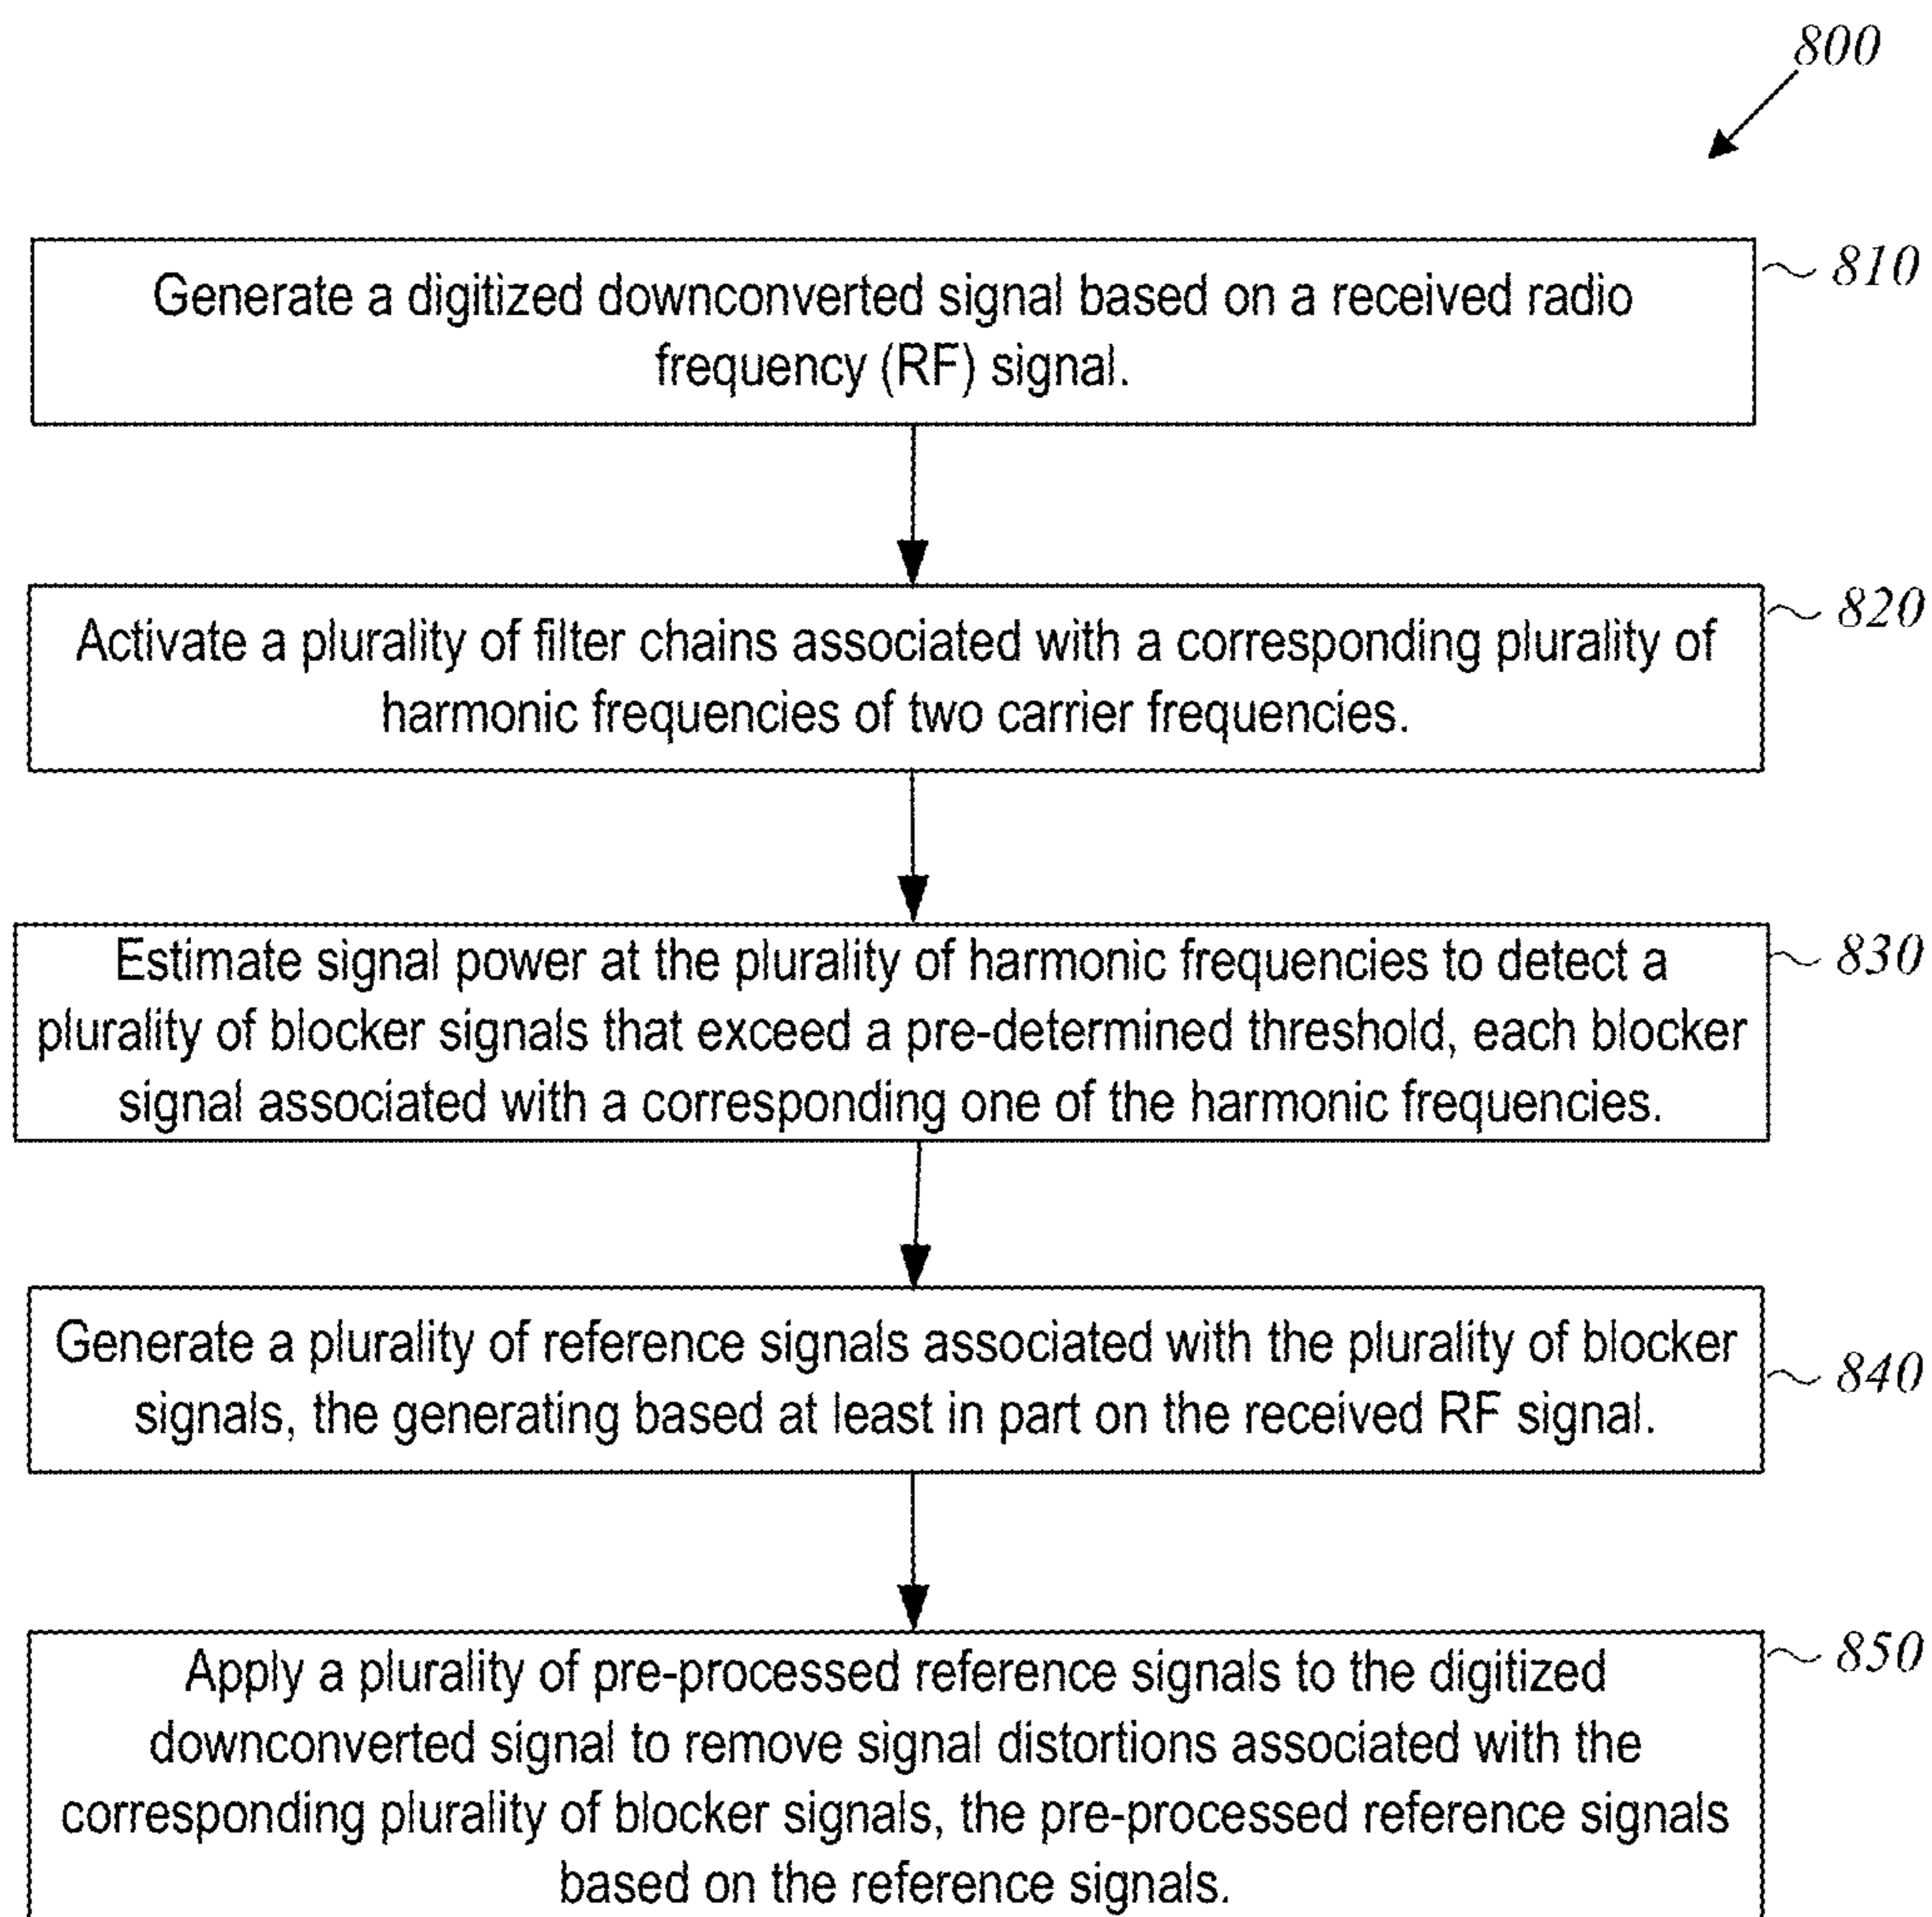 800
Generate a digitized downconverted signal based on a received radio
frequency (RF) signal.
810
Activate a plurality of filter chains associated with a corresponding plurality of
harmonic frequencies of two carrier frequencies.
820
Estimate signal power at the plurality of harmonic frequencies to detect a
plurality of blocker signals that exceed a pre-determined threshold, each blocker
signal associated with a corresponding one of the harmonic frequencies.
830
Generate a plurality of reference signals associated with the plurality of blocker
signals, the generating based at least in part on the received RF signal.
840
Apply a plurality of pre-processed reference signals to the digitized
downconverted signal to remove signal distortions associated with the
corresponding plurality of blocker signals, the pre-processed reference signals
based on the reference signals.
850